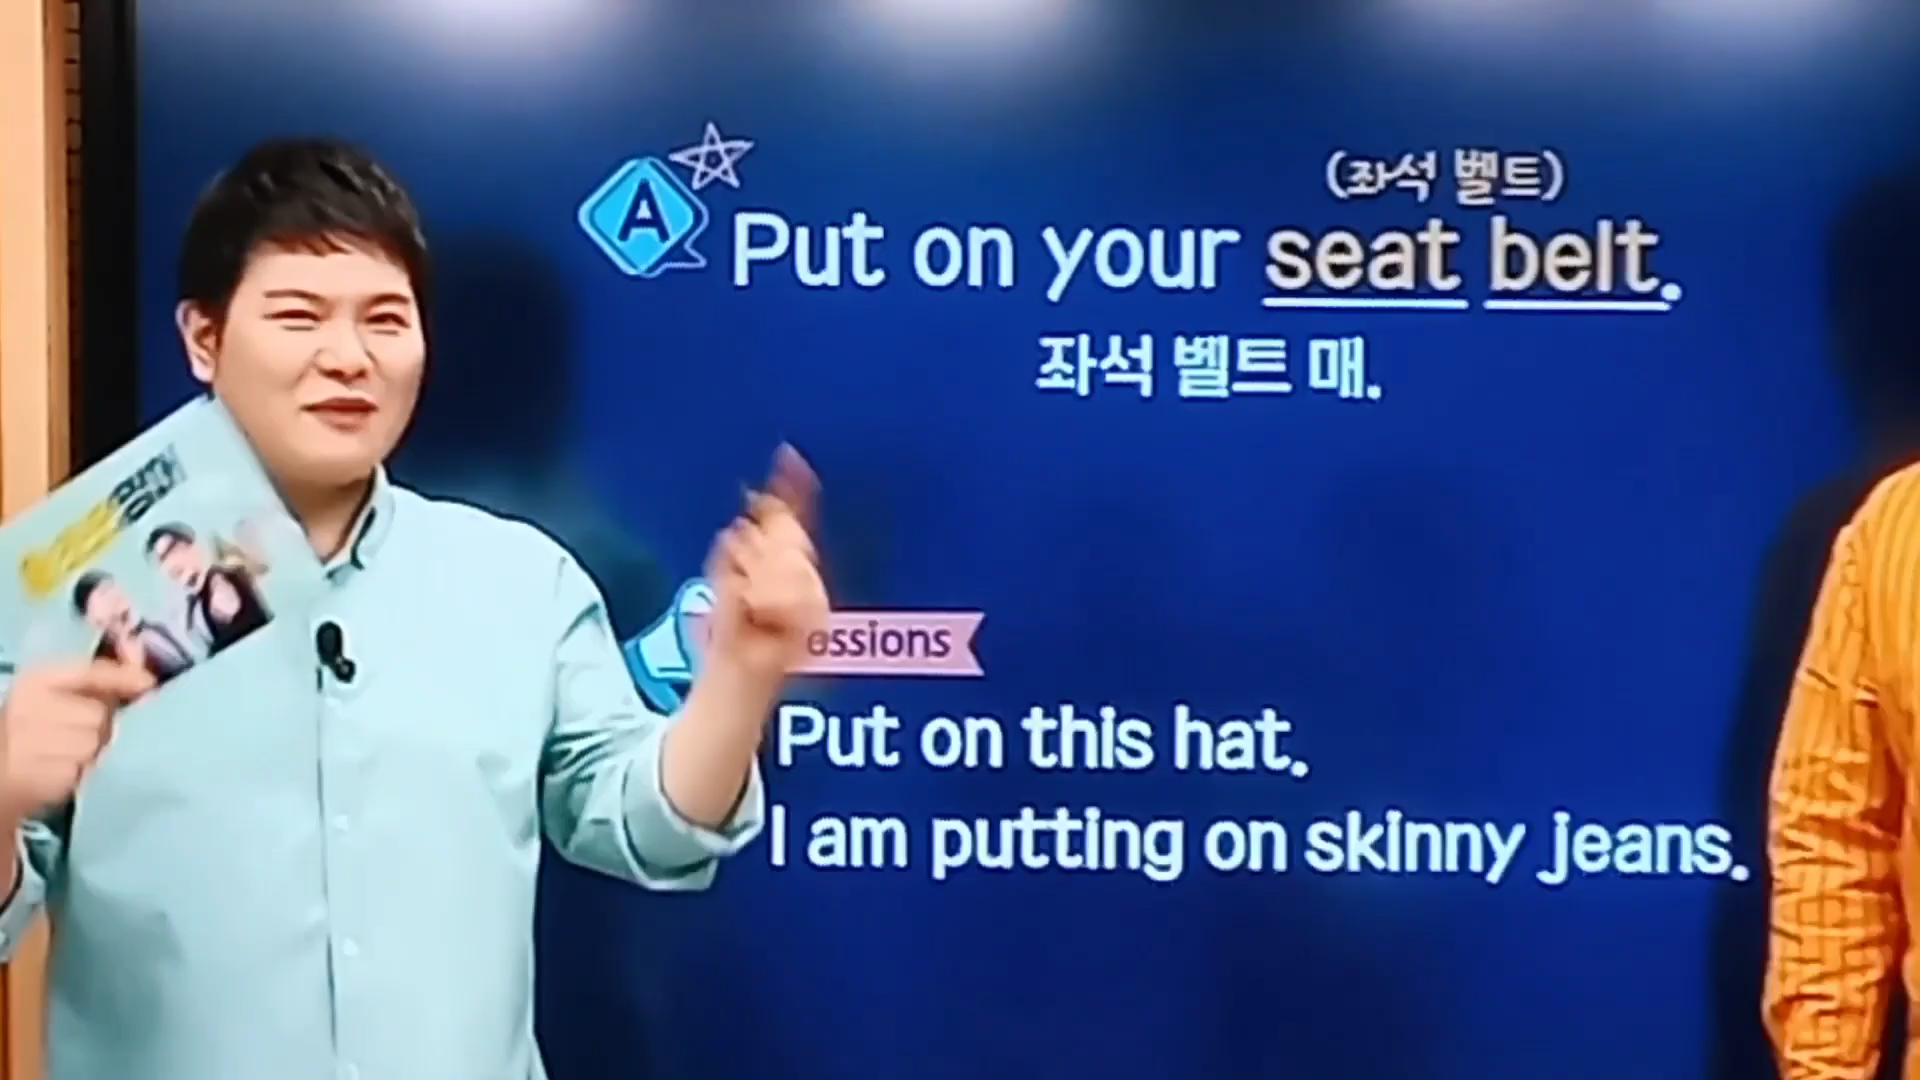 A
(좌석 벨트)
Put on your seat belt.
좌석 벨트 매.
essions
Put on this hat.
I am putting on skinny jeans.